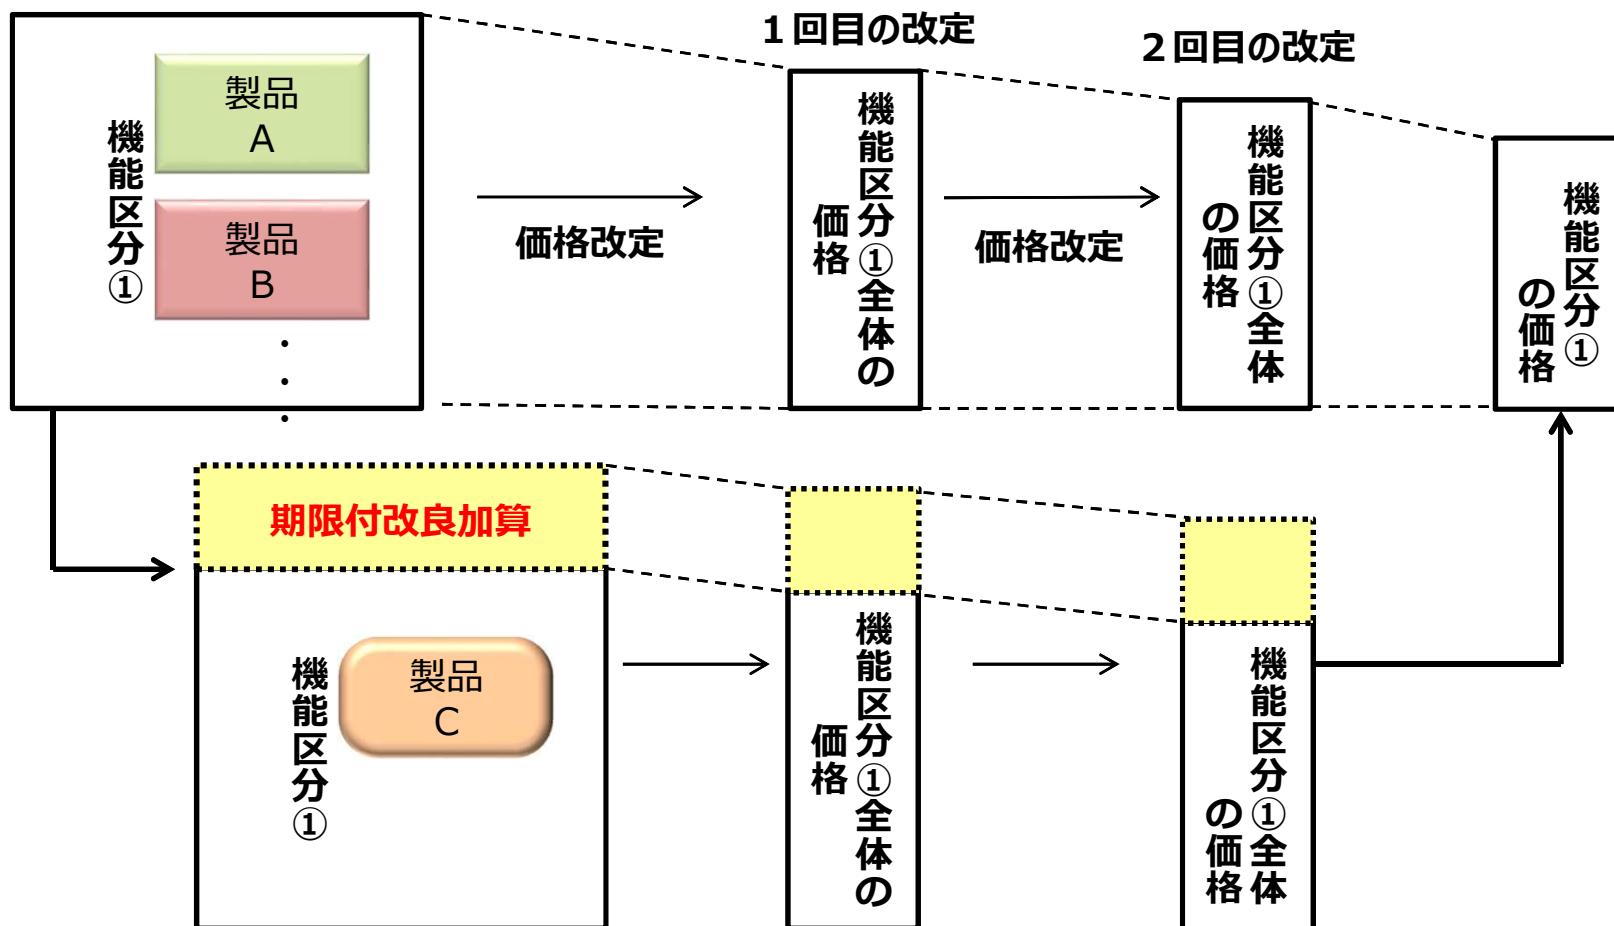 1回目の改定
2回目の改定
機能区分①
製品
A
製品
B
・
・
・
価格改定
機能区分①全体の
価格
価格改定
機能区分①全体
の価格
機能区分①
の価格
期限付改良加算
機能区分①
製品
C
機能区分①全体の
価格
機能区分①全体
の価格